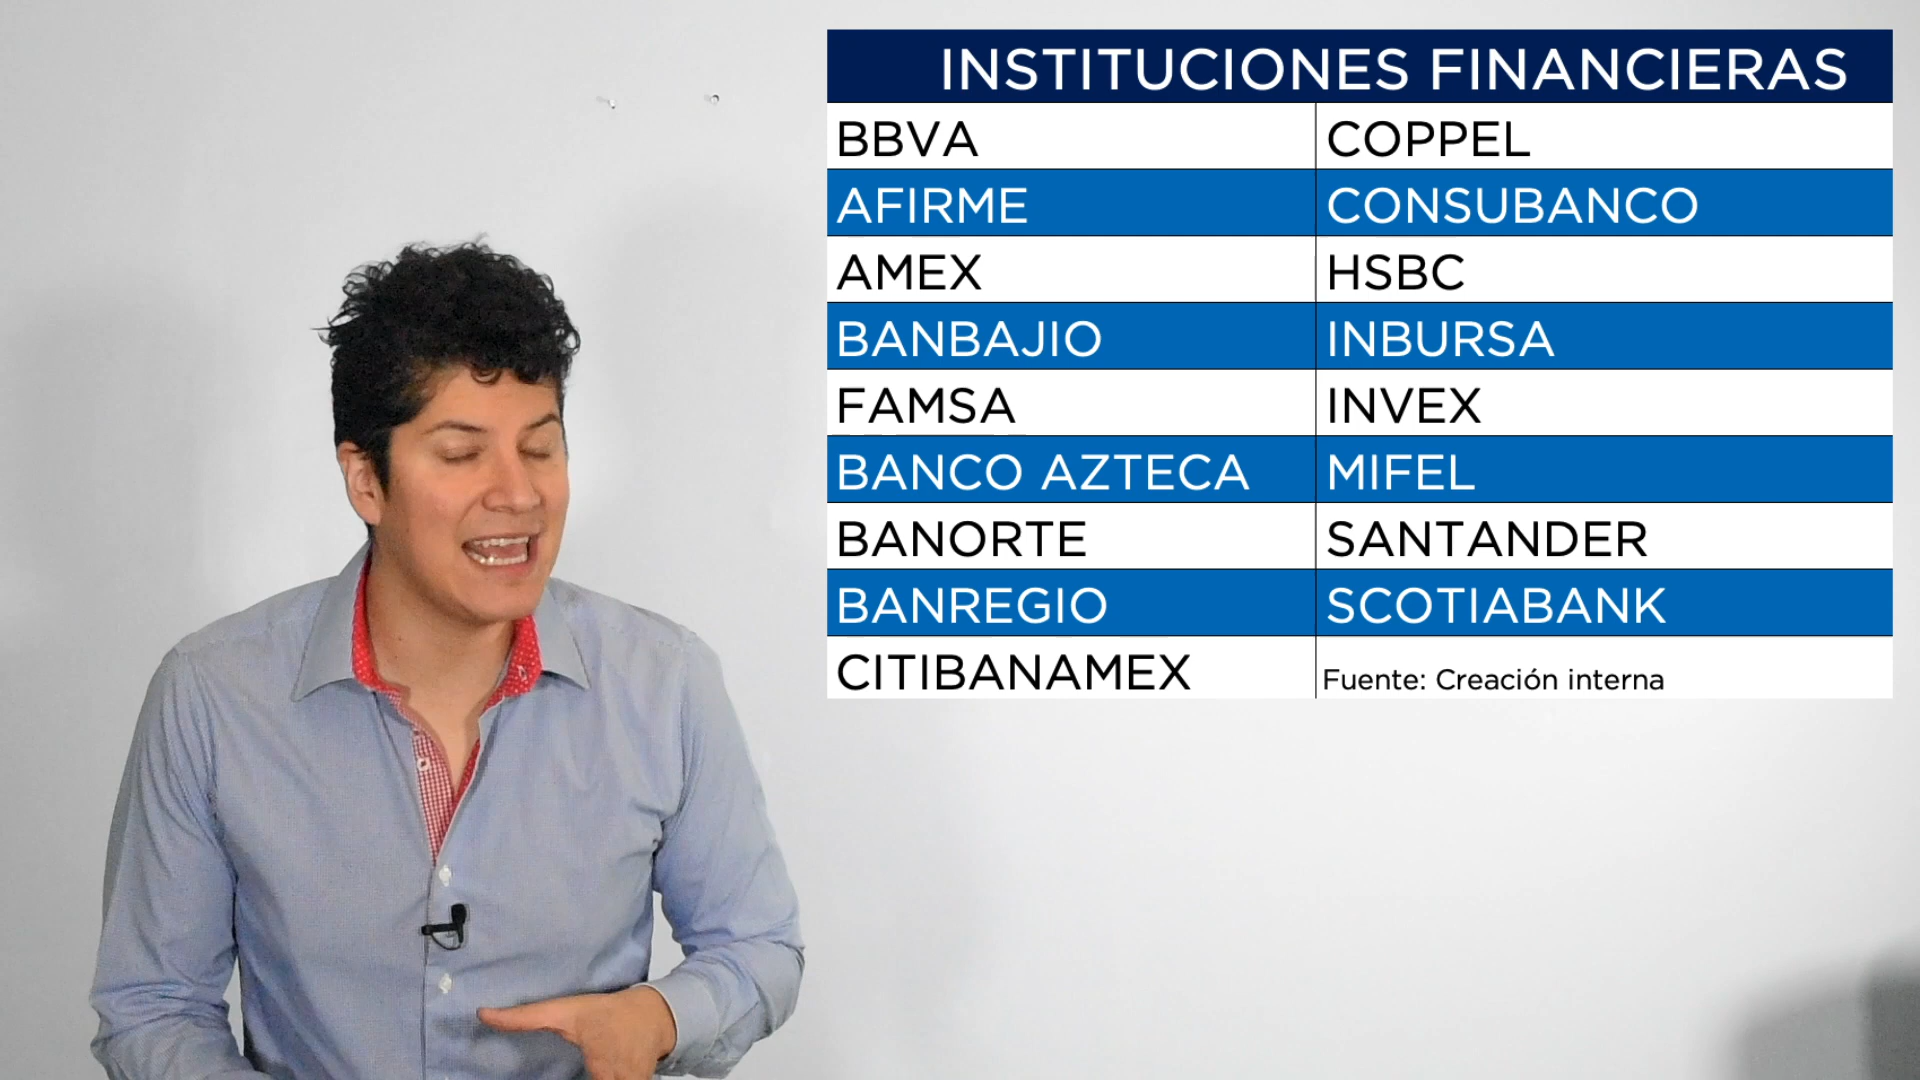 INSTITUCIONES FINANCIERAS
BBVA COPPEL
AFIRME CONSUBANCO
AMEX HSBC
BANBAJIO INBURSA
FAMSA INVEX
BANCO AZTECA MIFEL
BANORTE SANTANDER
BANREGIO SCOTIABANK
CITIBANAMEX Fuente: Creación interna